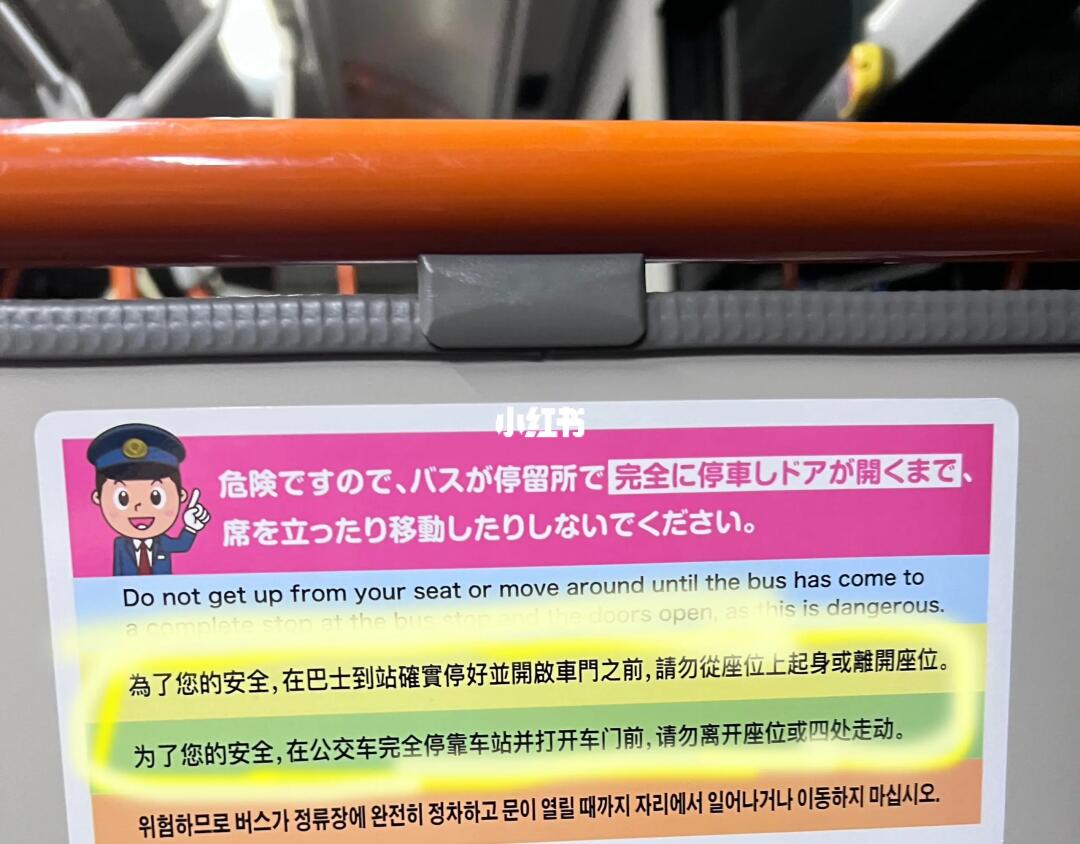 小红书
危険ですので、バスが停留所で完全に停車しドアが開くまで、
席を立ったり移動したりしないでください。
Do not get up from your seat or move around until the bus has come to
a complete stop at the bus stop and the doors open, as this is dangerous.
為了您的安全,在巴士到站確實停好並開啟車門之前,請勿從座位上起身或離開座位。
为了您的安全,在公交车完全停靠车站并打开车门前,请勿离开座位或四处走动。
위험하므로 버스가 정류장에 완전히 정차하고 문이 열릴 때까지 자리에서 일어나거나 이동하지 마십시오.